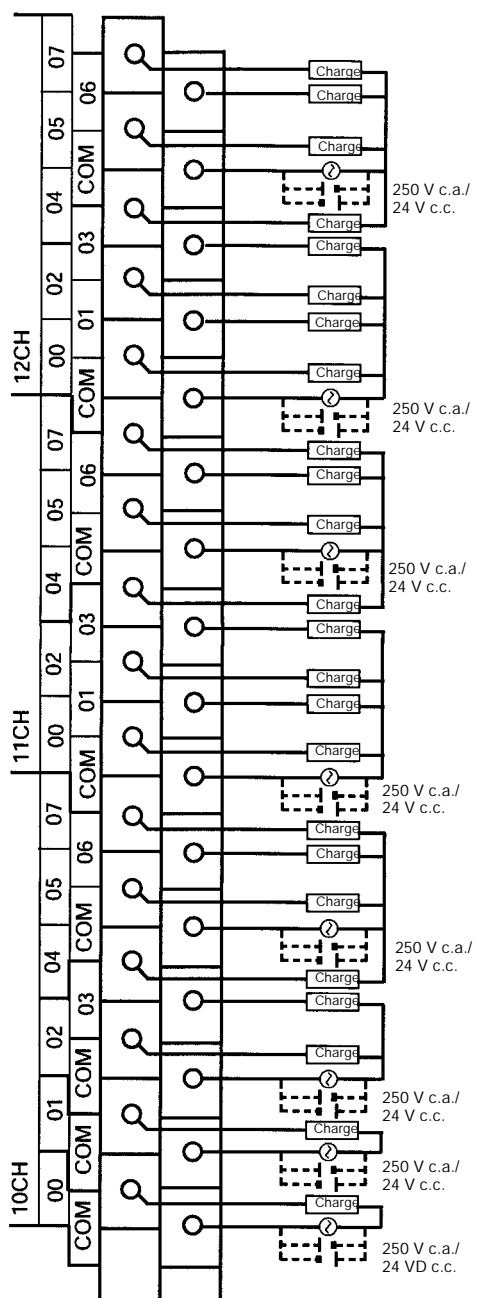 07
Charge
06
Charge
05
Charge
COM
250 V c.a./
24 V c.c.
04
Charge
03
Charge
02
Charge
01
Charge
12CH
00
Charge
COM
250 V c.a./
24 V c.c.
07
Charge
06
Charge
05
Charge
COM
250 V c.a./
24 V c.c.
04
Charge
03
Charge
02
Charge
01
Charge
11CH
00
Charge
COM
250 V c.a./
24 V c.c.
07
Charge
06
Charge
05
Charge
COM
250 V c.a./
24 V c.c.
04
Charge
03
Charge
02
Charge
COM
250 V c.a./
24 V c.c.
01
Charge
COM
250 V c.a./
24 V c.c.
10CH
00
Charge
COM
250 V c.a./
24 VD c.c.